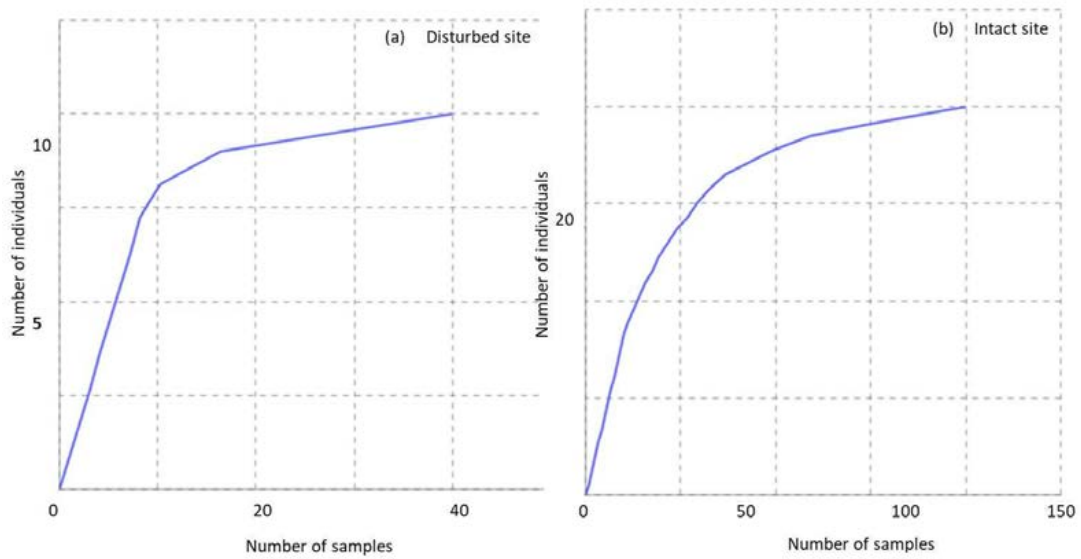 (a) Disturbed site
10
5
Number of individuals
0 20 40
Number of samples
(b) Intact site
20
Number of individuals
0 50 100 150
Number of samples